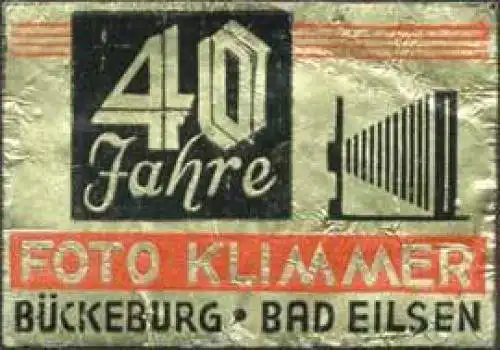 40
Jahre
FOTO KLIMMER
BÜCKEBURG • BAD EILSEN